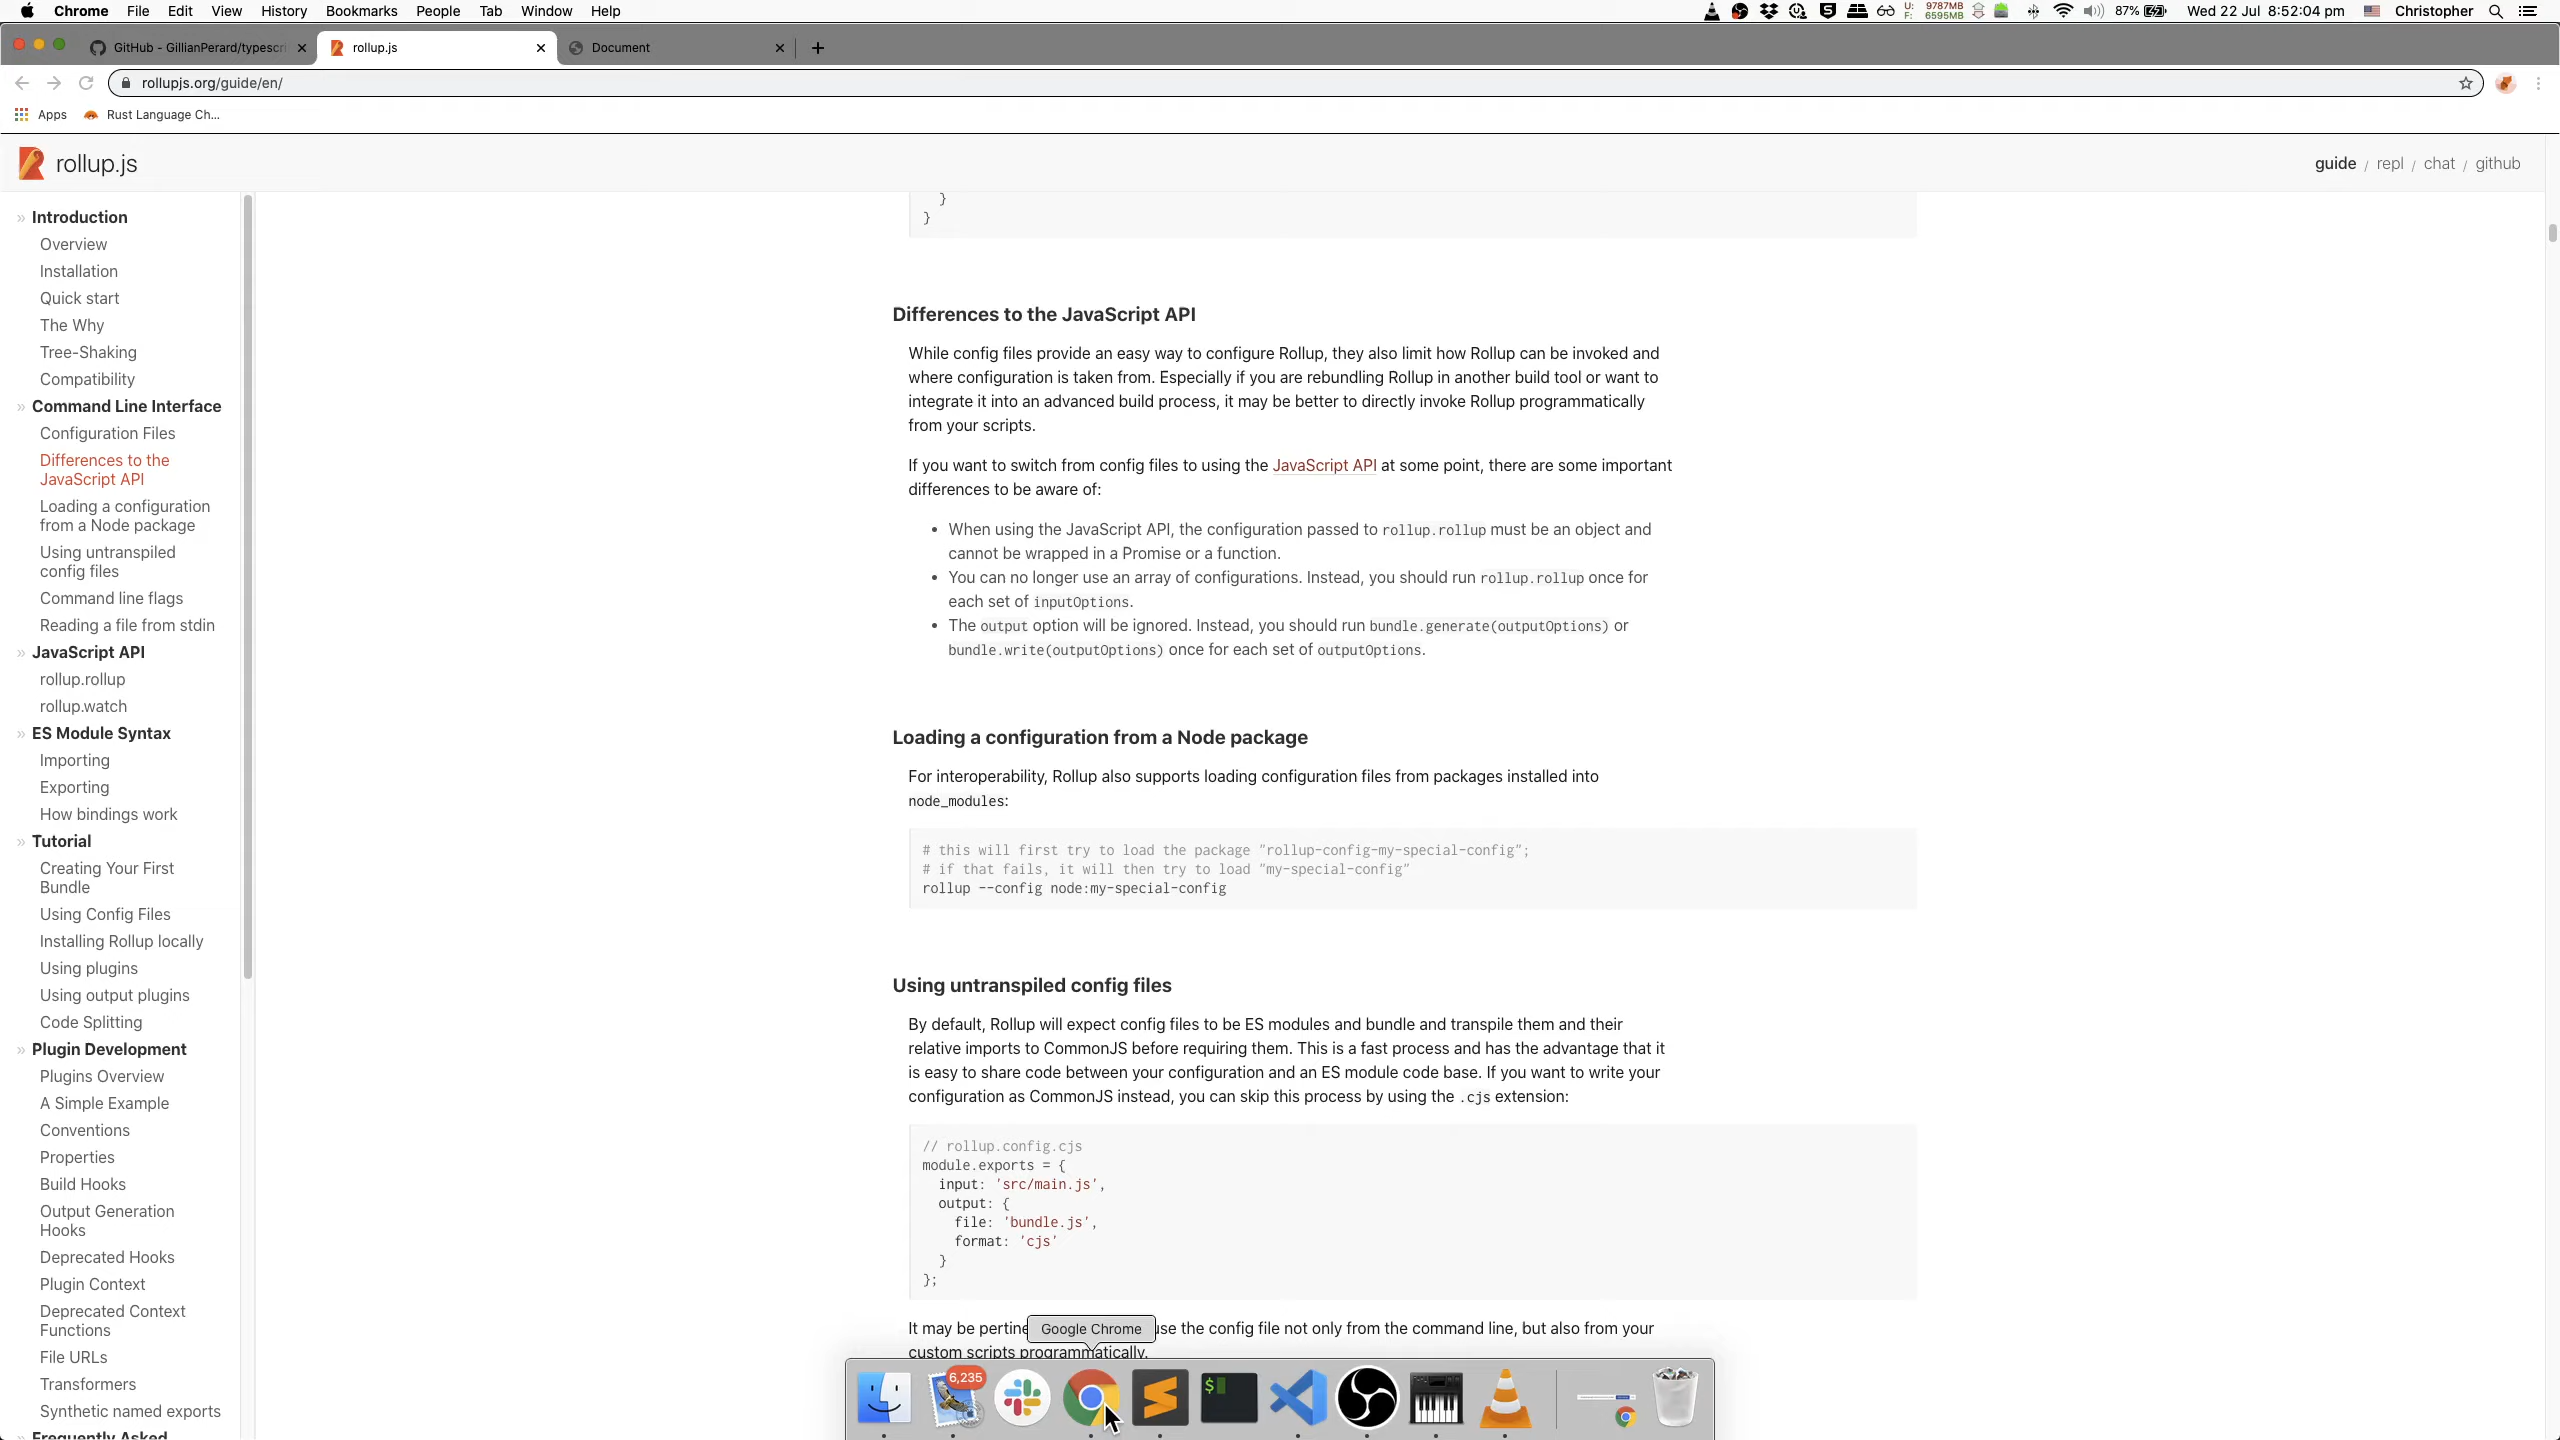 Chrome File Edit View History Bookmarks People Tab Window Help
U: 9787MB
F: 6595MB
87% Wed 22 Jul 8:52:04 pm Christopher
GitHub - GillianPerard/typescri
rollup.js
Document
rollupjs.org/guide/en/
Apps
Rust Language Ch...
rollup.js
guide / repl / chat / github
» Introduction
Overview
Installation
Quick start
The Why
Tree-Shaking
Compatibility
» Command Line Interface
Configuration Files
Differences to the
JavaScript API
Loading a configuration
from a Node package
Using untranspiled
config files
Command line flags
Reading a file from stdin
» JavaScript API
rollup.rollup
rollup.watch
» ES Module Syntax
Importing
Exporting
How bindings work
» Tutorial
Creating Your First
Bundle
Using Config Files
Installing Rollup locally
Using plugins
Using output plugins
Code Splitting
» Plugin Development
Plugins Overview
A Simple Example
Conventions
Properties
Build Hooks
Output Generation
Hooks
Deprecated Hooks
Plugin Context
Deprecated Context
Functions
File URLs
Transformers
Synthetic named exports
» Frequently Asked
}
}
Differences to the JavaScript API
While config files provide an easy way to configure Rollup, they also limit how Rollup can be invoked and
where configuration is taken from. Especially if you are rebundling Rollup in another build tool or want to
integrate it into an advanced build process, it may be better to directly invoke Rollup programmatically
from your scripts.
If you want to switch from config files to using the JavaScript API at some point, there are some important
differences to be aware of:
• When using the JavaScript API, the configuration passed to rollup.rollup must be an object and
cannot be wrapped in a Promise or a function.
• You can no longer use an array of configurations. Instead, you should run rollup.rollup once for
each set of inputOptions.
• The output option will be ignored. Instead, you should run bundle.generate(outputOptions) or
bundle.write(outputOptions) once for each set of outputOptions.
Loading a configuration from a Node package
For interoperability, Rollup also supports loading configuration files from packages installed into
node_modules:
# this will first try to load the package "rollup-config-my-special-config";
# if that fails, it will then try to load "my-special-config"
rollup --config node:my-special-config
Using untranspiled config files
By default, Rollup will expect config files to be ES modules and bundle and transpile them and their
relative imports to CommonJS before requiring them. This is a fast process and has the advantage that it
is easy to share code between your configuration and an ES module code base. If you want to write your
configuration as CommonJS instead, you can skip this process by using the .cjs extension:
// rollup.config.cjs
module.exports = {
input: 'src/main.js',
output: {
file: 'bundle.js',
format: 'cjs'
}
};
It may be pertine
Google Chrome
use the config file not only from the command line, but also from your
custom scripts programmatically.
6,235
$